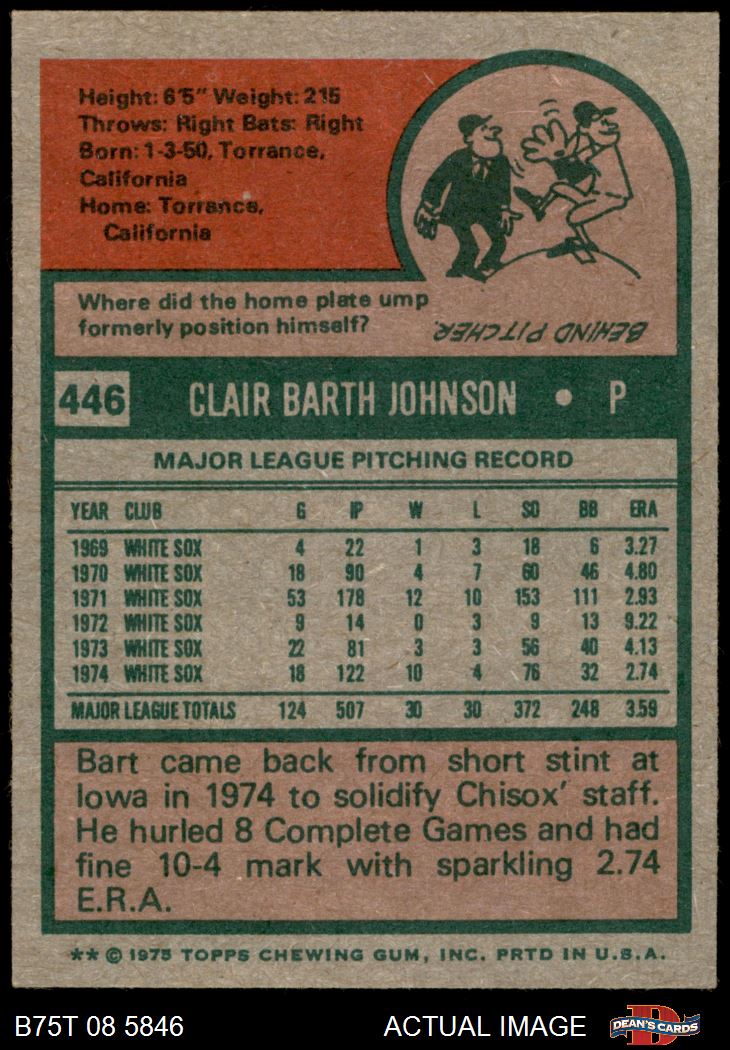 Height: 6'5" Weight: 215
Throws: Right Bats: Right
Born: 1-3-50, Torrance,
California
Home: Torrance,
California
Where did the home plate ump
formerly position himself?
BEHIND PITCHER
446 CLAIR BARTH JOHNSON • P
MAJOR LEAGUE PITCHING RECORD
YEAR CLUB G IP W L SO BB ERA
1969 WHITE SOX 4 22 1 3 18 6 3.27
1970 WHITE SOX 18 90 4 7 60 46 4.80
1971 WHITE SOX 53 178 12 10 153 111 2.93
1972 WHITE SOX 9 14 0 3 9 13 9.22
1973 WHITE SOX 22 81 3 3 56 40 4.13
1974 WHITE SOX 18 122 10 4 76 32 2.74
MAJOR LEAGUE TOTALS 124 507 30 30 372 248 3.59
Bart came back from short stint at
Iowa in 1974 to solidify Chisox' staff.
He hurled 8 Complete Games and had
fine 10-4 mark with sparkling 2.74
E.R.A.
** © 1975 TOPPS CHEWING GUM, INC. PRTD IN U.S.A.
B75T 08 5846 ACTUAL IMAGE D DEAN'S CARDS